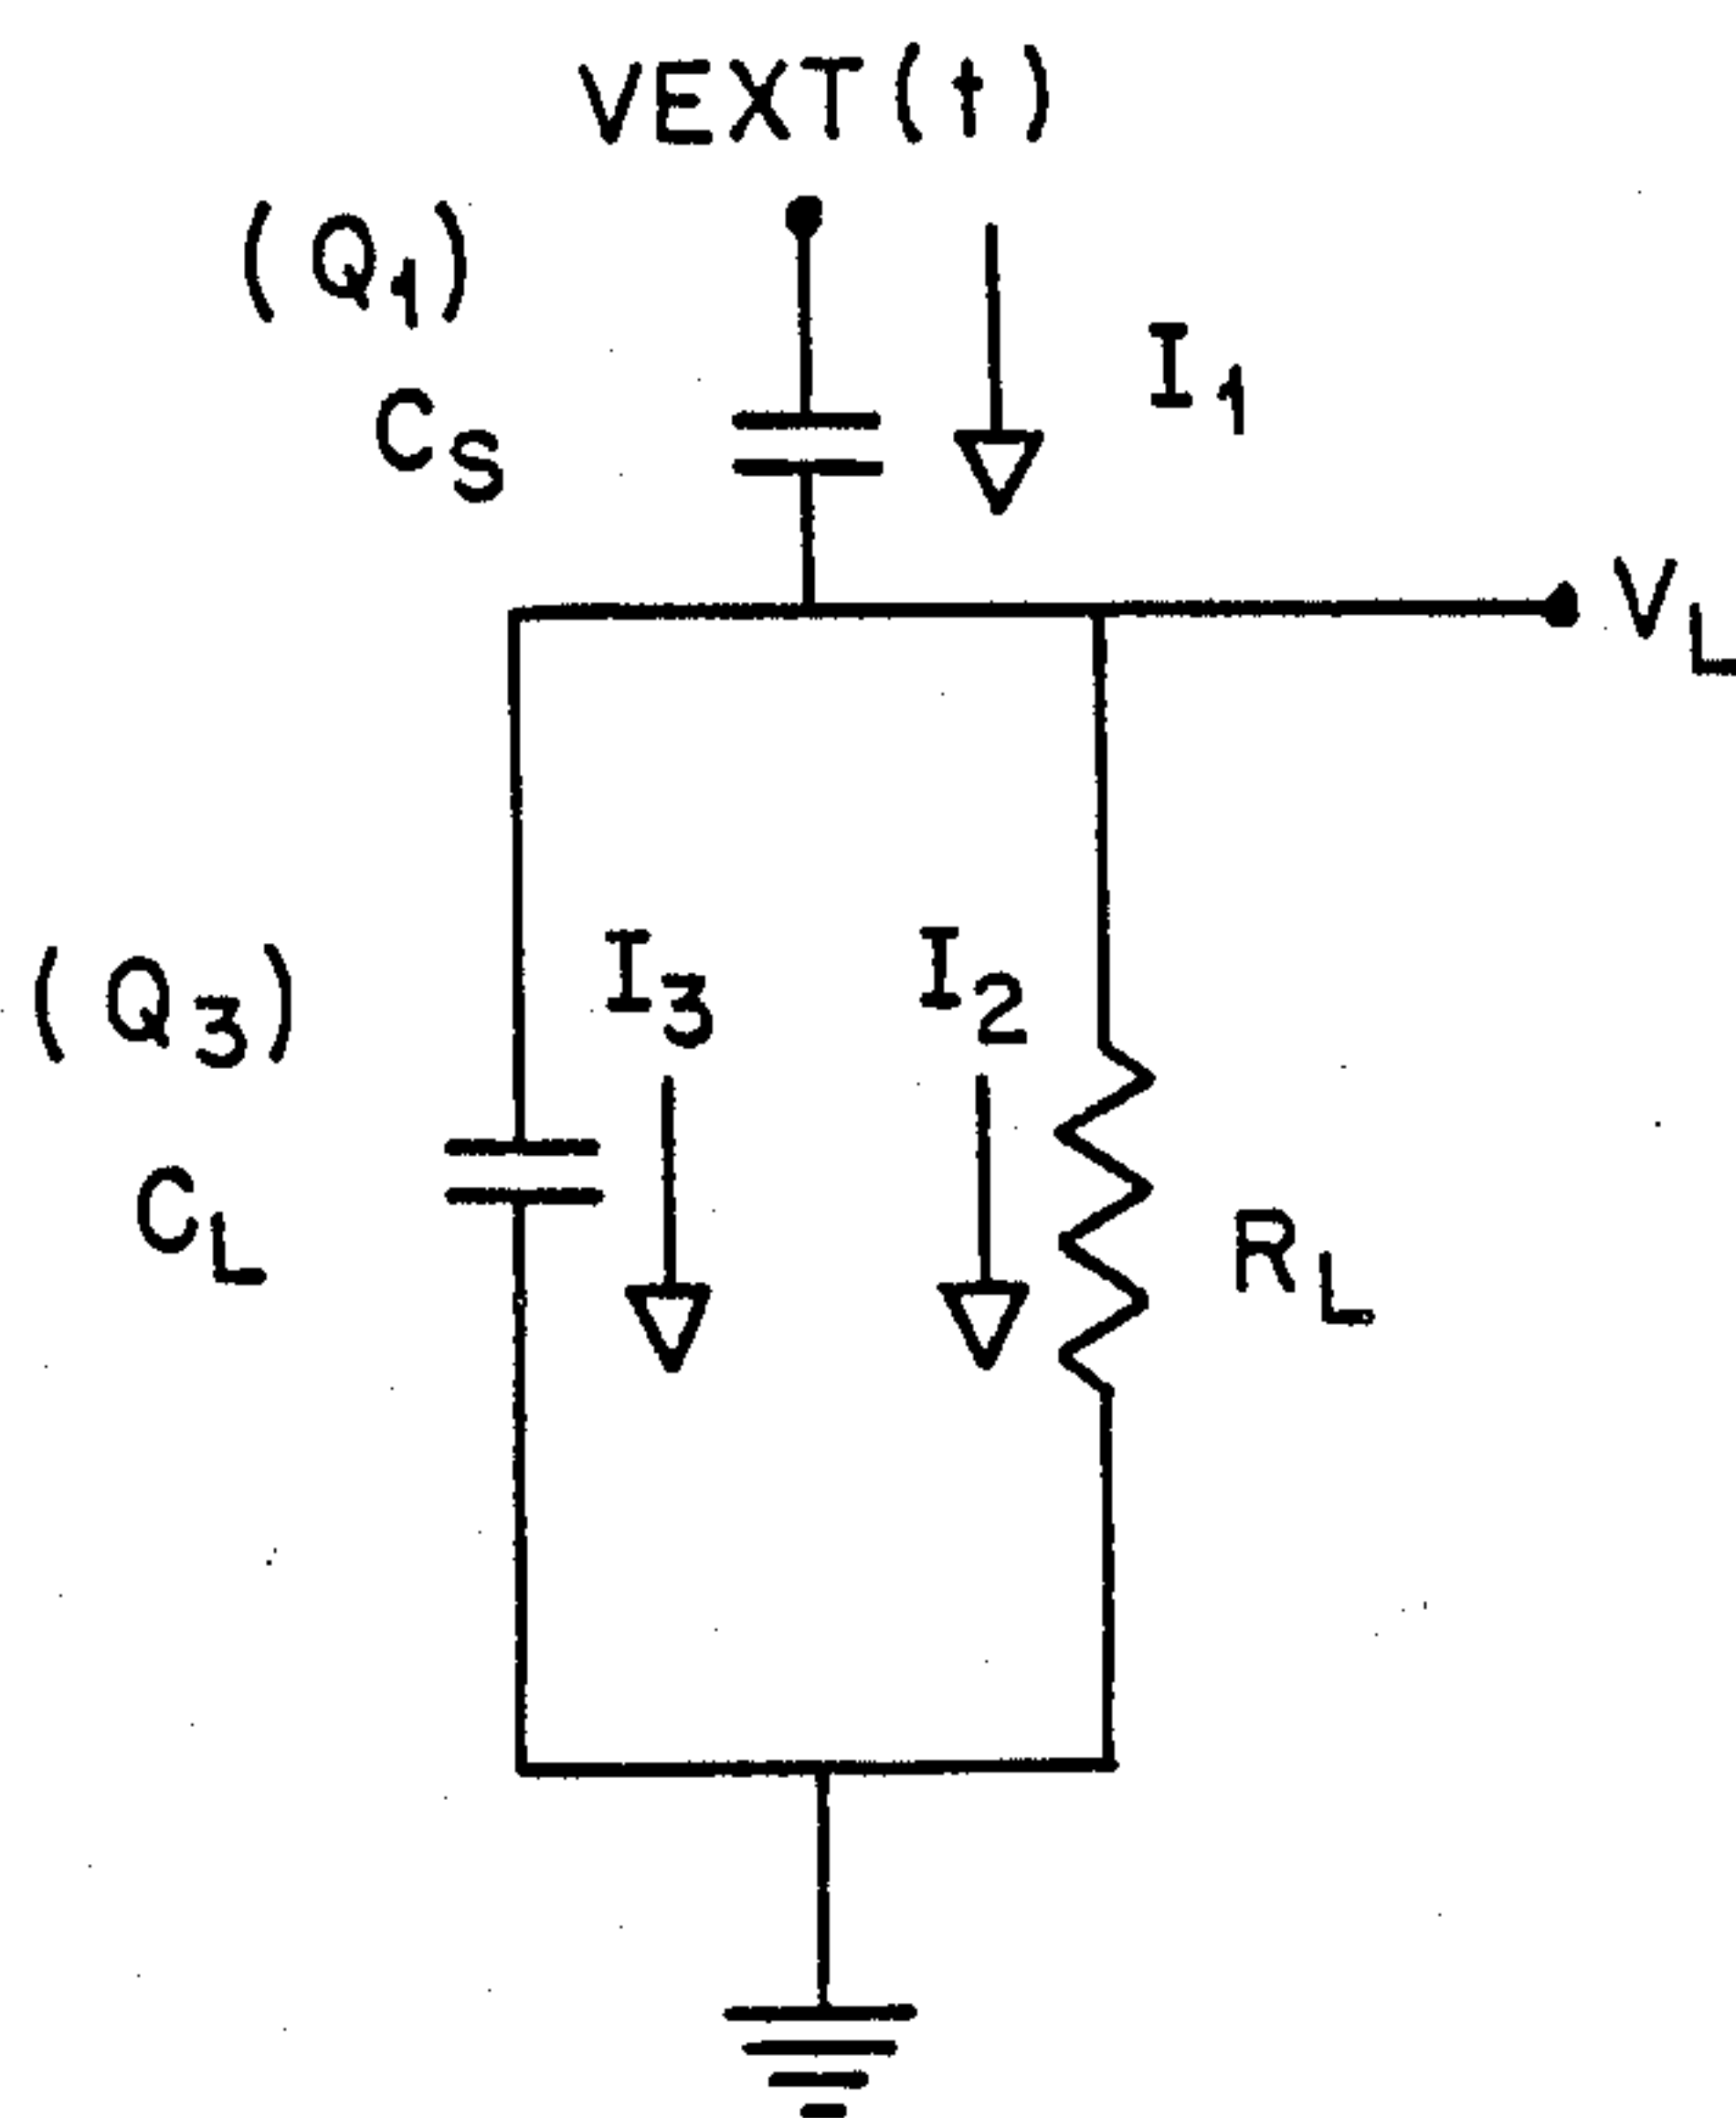 VEXT(t)
(Q1)
I1
CS
VL
(Q3)
I3
I2
CL
RL